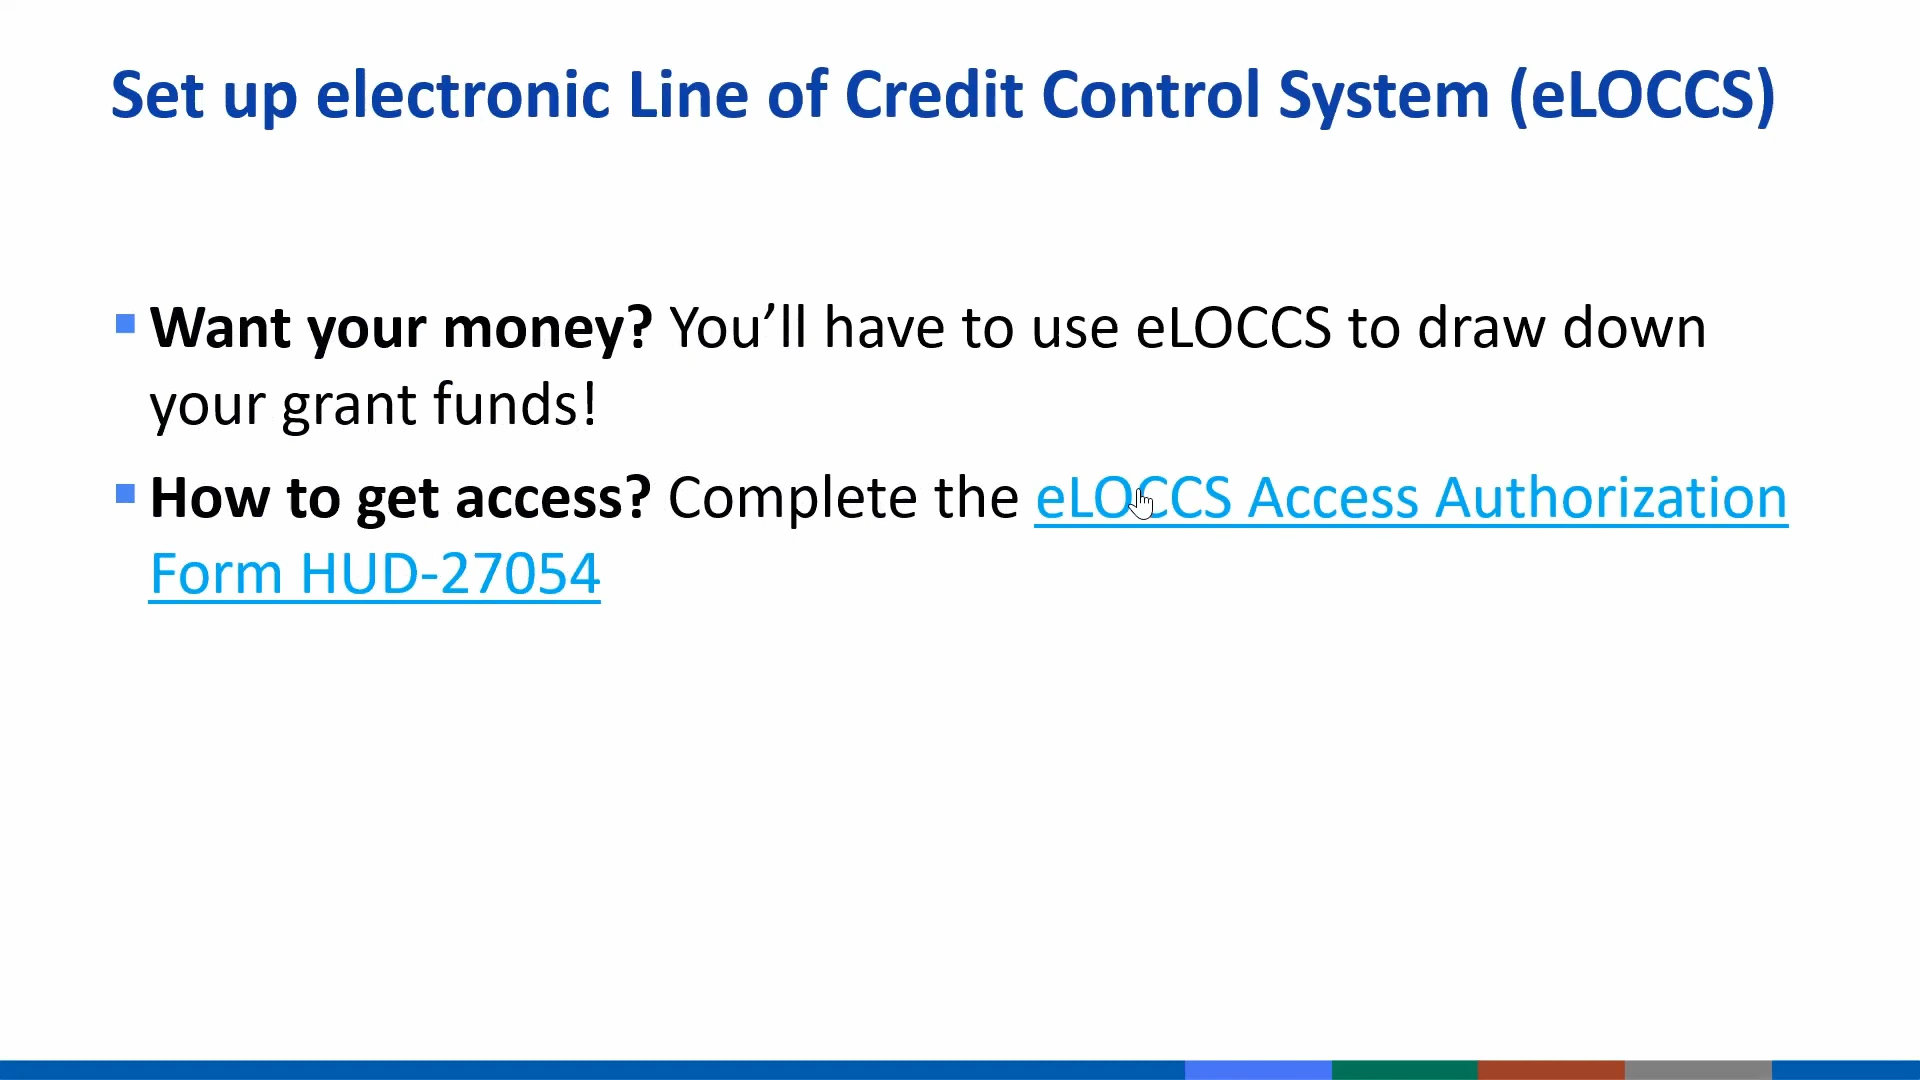 Set up electronic Line of Credit Control System (eLOCCS)
Want your money? You’ll have to use eLOCCS to draw down
your grant funds!
How to get access? Complete the eLOCCS Access Authorization
Form HUD-27054